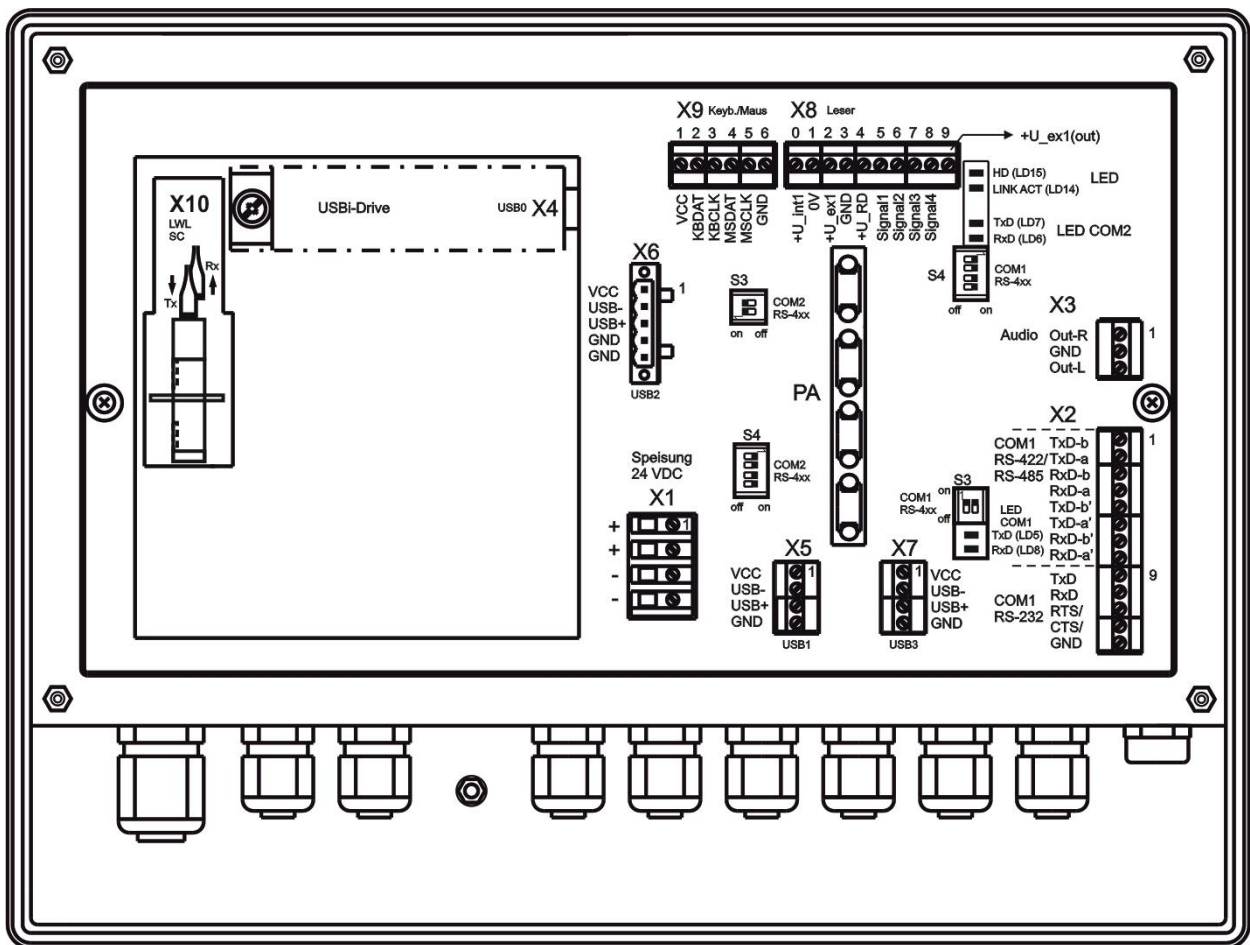 X9 Keyb./Maus
1 2 3 4 5 6
VCC
KBDAT
KBCLK
MSDAT
MSCLK
GND
X8 Leser
0 1 2 3 4 5 6 7 8 9
+U_ex1(out)
+U_int1
0V
+U_ex1
GND
+U_RD
Signal1
Signal2
Signal3
Signal4
HD (LD15)
LINK ACT (LD14)
LED
TxD (LD7)
RxD (LD6)
LED COM2
S4
COM1
RS-4xx
off on
X10
LWL
SC
Rx
Tx
USBi-Drive
USB0 X4
X6
1
VCC
USB-
USB+
GND
GND
USB2
S3
COM2
RS-4xx
on off
PA
X3
Audio
Out-R 1
GND
Out-L
X2
COM1
RS-422/
RS-485
TxD-b 1
TxD-a
RxD-b
RxD-a
TxD-b'
TxD-a'
RxD-b'
RxD-a'
COM1
RS-232
TxD 9
RxD
RTS/
CTS/
GND
S4
COM2
RS-4xx
off on
Speisung
24 VDC
X1
+ 1
+
-
-
S3
COM1
RS-4xx
on
1
off
LED
COM1
TxD (LD5)
RxD (LD8)
X5
VCC 1
USB-
USB+
GND
USB1
X7
1 VCC
USB-
USB+
GND
USB3